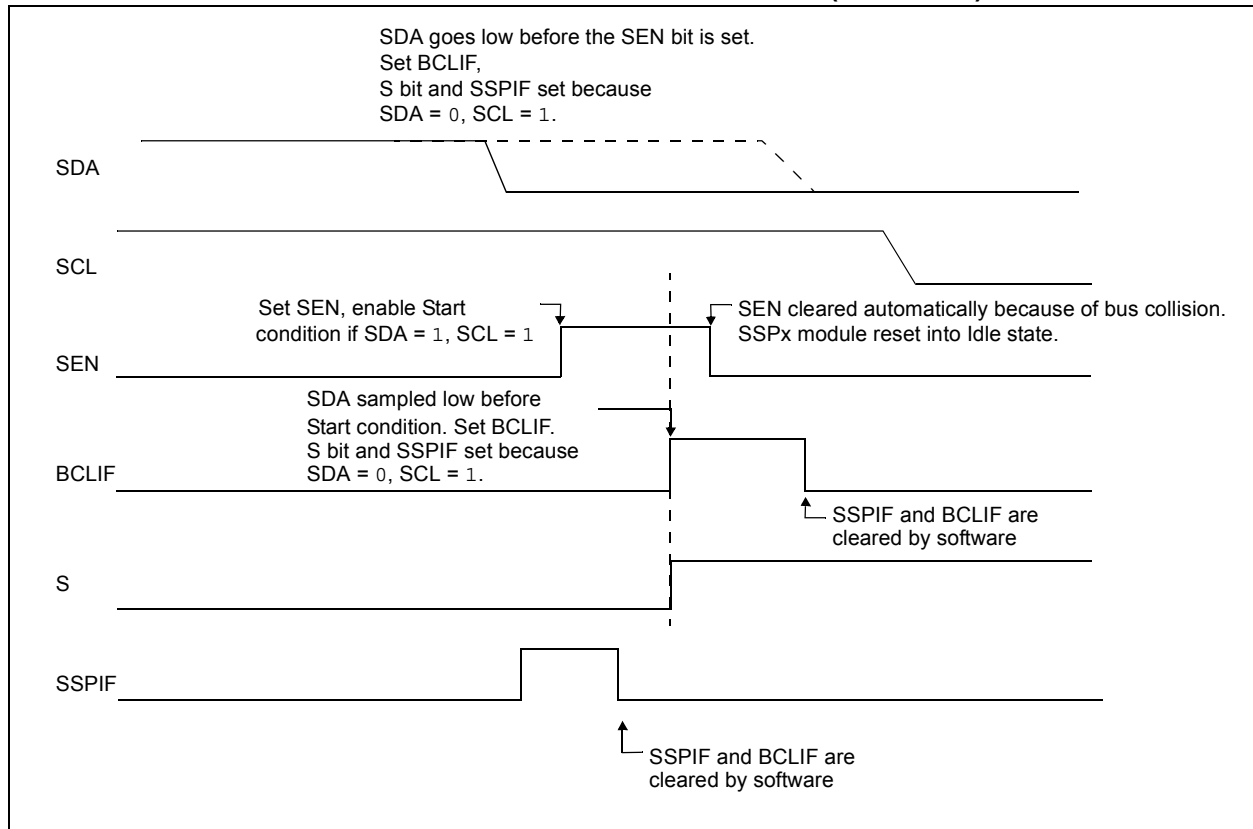 SDA goes low before the SEN bit is set.
Set BCLIF,
S bit and SSPIF set because
SDA = 0, SCL = 1.
SDA
SCL
Set SEN, enable Start
condition if SDA = 1, SCL = 1
SEN cleared automatically because of bus collision.
SSPx module reset into Idle state.
SEN
SDA sampled low before
Start condition. Set BCLIF.
S bit and SSPIF set because
SDA = 0, SCL = 1.
BCLIF
SSPIF and BCLIF are
cleared by software
S
SSPIF
SSPIF and BCLIF are
cleared by software